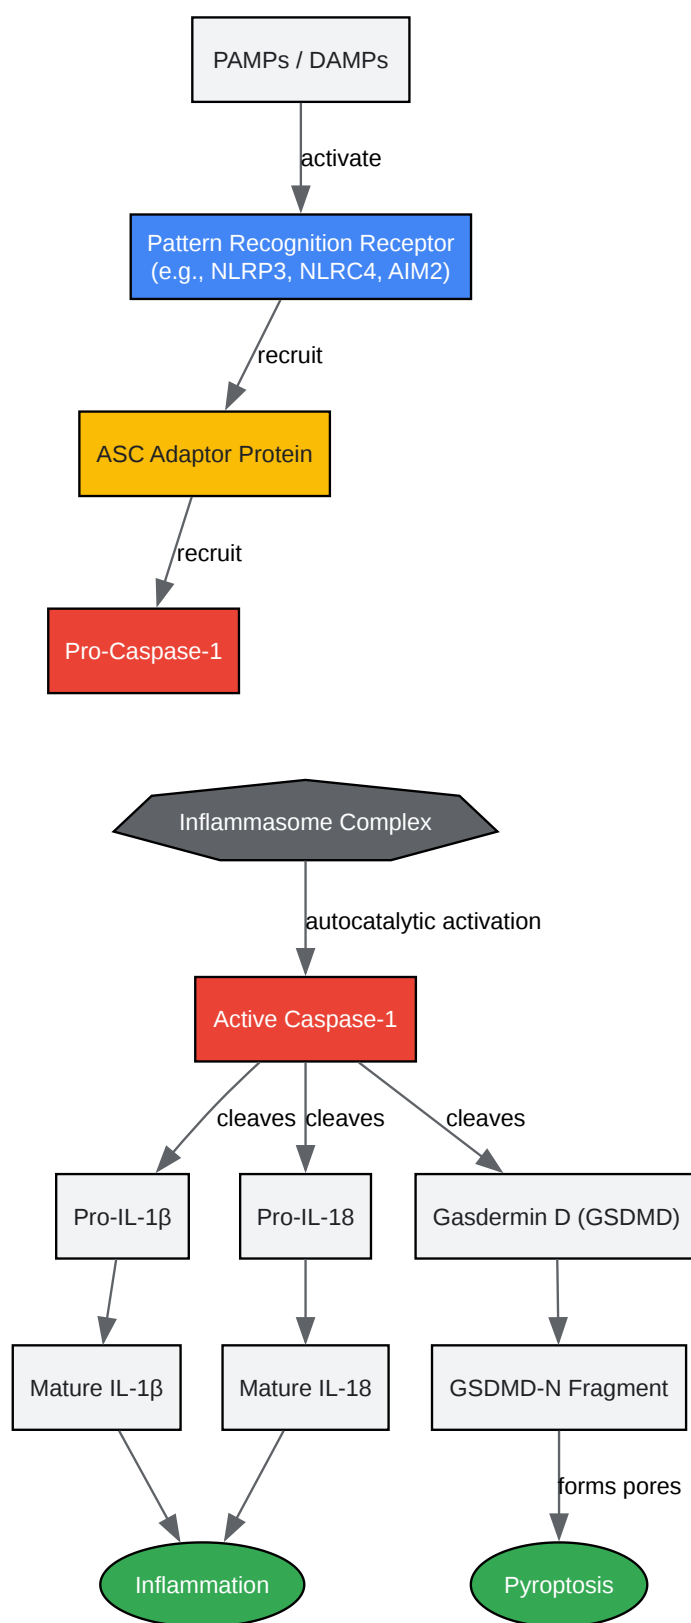 PAMPs / DAMPs
activate
Pattern Recognition Receptor
(e.g., NLRP3, NLRC4, AIM2)
recruit
ASC Adaptor Protein
recruit
Pro-Caspase-1
Inflammasome Complex
autocatalytic activation
Active Caspase-1
cleaves
cleaves
cleaves
Pro-IL-1β
Pro-IL-18
Gasdermin D (GSDMD)
Mature IL-1β
Mature IL-18
GSDMD-N Fragment
forms pores
Inflammation
Pyroptosis